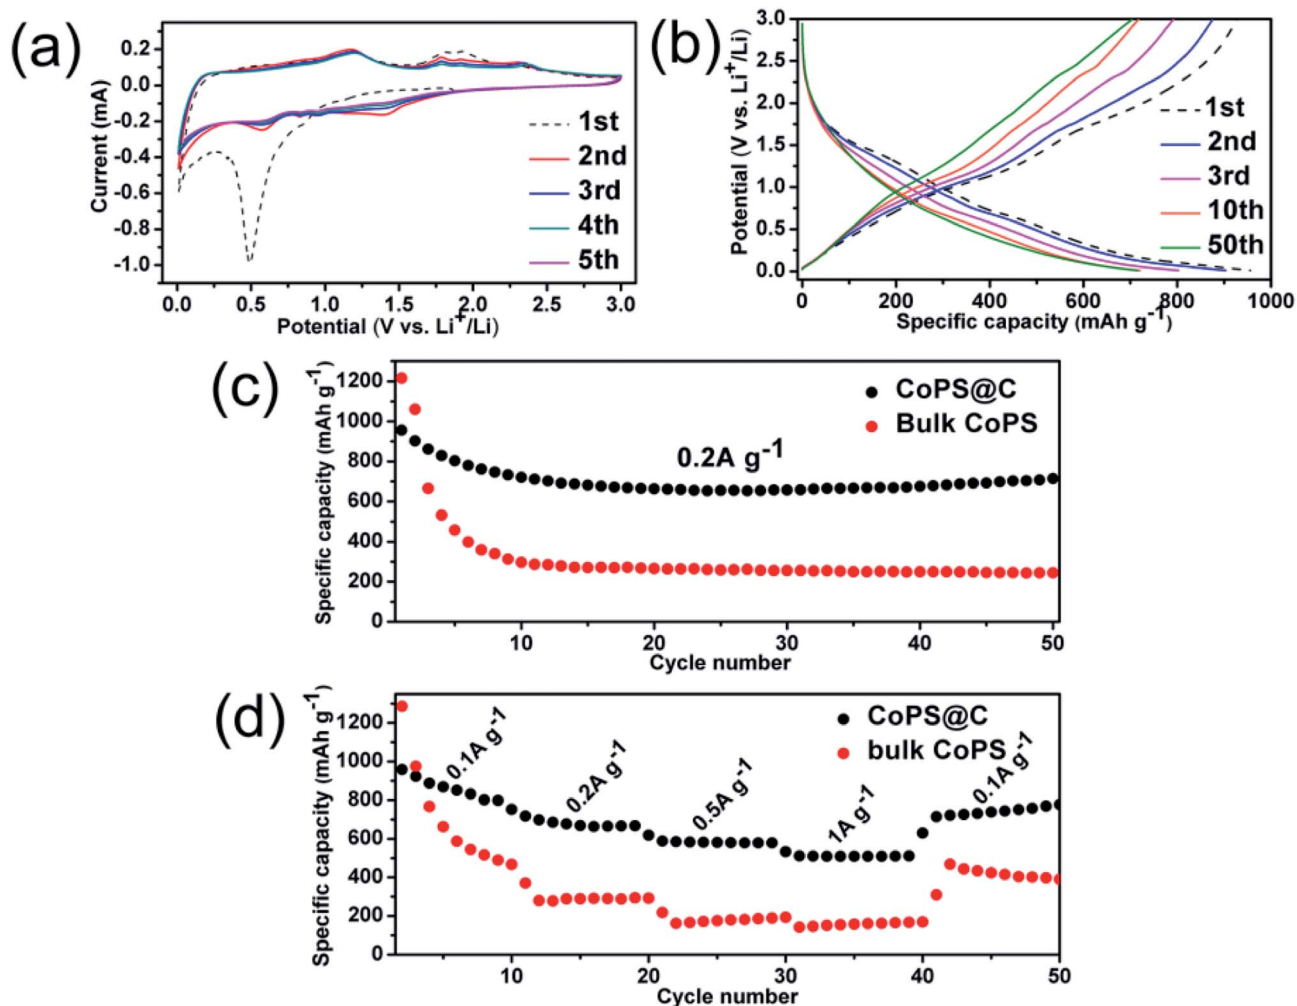 (a)
0.2
0.0
-0.2
-0.4
-0.6
-0.8
-1.0
Current (mA)
1st
2nd
3rd
4th
5th
0.0 0.5 1.0 1.5 2.0 2.5 3.0
Potential (V vs. Li⁺/Li)
(b)
3.0
2.5
2.0
1.5
1.0
0.5
0.0
Potential (V vs. Li⁺/Li)
1st
2nd
3rd
10th
50th
0 200 400 600 800 1000
Specific capacity (mAh g⁻¹)
(c)
1200
1000
800
600
400
200
0
Specific capacity (mAh g⁻¹)
CoPS@C
Bulk CoPS
0.2A g⁻¹
10 20 30 40 50
Cycle number
(d)
1200
1000
800
600
400
200
0
Specific capacity (mAh g⁻¹)
CoPS@C
bulk CoPS
0.1A g⁻¹
0.2A g⁻¹
0.5A g⁻¹
1A g⁻¹
0.1A g⁻¹
10 20 30 40 50
Cycle number